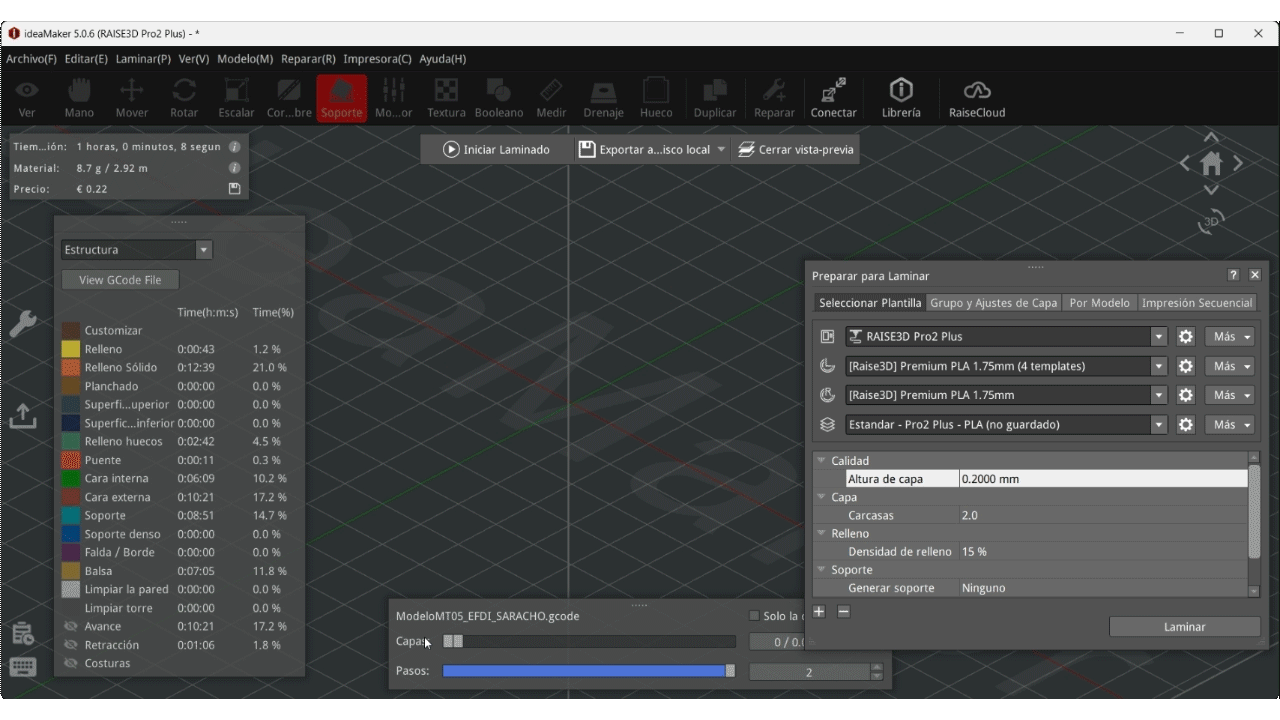 ideaMaker 5.0.6 (RAISE3D Pro2 Plus) - *
Archivo(F) Editar(E) Laminar(P) Ver(V) Modelo(M) Reparar(R) Impresora(C) Ayuda(H)
Ver Mano Mover Rotar Escalar Cor...bre Soporte Mo...or Textura Booleano Medir Drenaje Hueco Duplicar Reparar Conectar Librería RaiseCloud
Tiem...ión: 1 horas, 0 minutos, 8 segun
Material: 8.7 g / 2.92 m
Precio: € 0.22
Iniciar Laminado Exportar a...isco local Cerrar vista-previa
3D
Estructura
View GCode File
Time(h:m:s) Time(%)
Customizar
Relleno 0:00:43 1.2 %
Relleno Sólido 0:12:39 21.0 %
Planchado 0:00:00 0.0 %
Superfi...uperior 0:00:00 0.0 %
Superfic...inferior 0:00:00 0.0 %
Relleno huecos 0:02:42 4.5 %
Puente 0:00:11 0.3 %
Cara interna 0:06:09 10.2 %
Cara externa 0:10:21 17.2 %
Soporte 0:08:51 14.7 %
Soporte denso 0:00:00 0.0 %
Falda / Borde 0:00:00 0.0 %
Balsa 0:07:05 11.8 %
Limpiar la pared 0:00:00 0.0 %
Limpiar torre 0:00:00 0.0 %
Avance 0:10:21 17.2 %
Retracción 0:01:06 1.8 %
Costuras
Preparar para Laminar ?
Seleccionar Plantilla Grupo y Ajustes de Capa Por Modelo Impresión Secuencial
RAISE3D Pro2 Plus Más
[Raise3D] Premium PLA 1.75mm (4 templates) Más
[Raise3D] Premium PLA 1.75mm Más
Estandar - Pro2 Plus - PLA (no guardado) Más
Calidad
Altura de capa 0.2000 mm
Capa
Carcasas 2.0
Relleno
Densidad de relleno 15 %
Soporte
Generar soporte Ninguno
Laminar
ModeloMT05_EFDI_SARACHO.gcode Solo la
Capas: 0 / 0.0
Pasos: 2